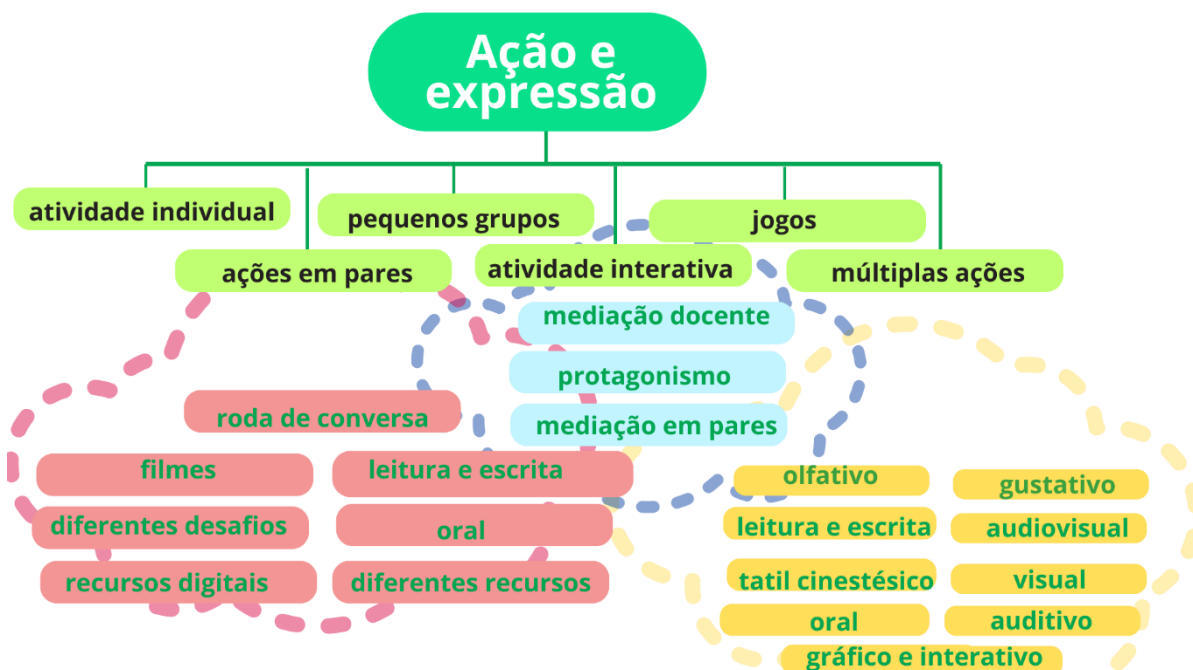 Ação e
expressão
atividade individual
pequenos grupos
jogos
ações em pares
atividade interativa
múltiplas ações
mediação docente
protagonismo
mediação em pares
roda de conversa
filmes
leitura e escrita
diferentes desafios
oral
recursos digitais
diferentes recursos
olfativo
gustativo
leitura e escrita
audiovisual
tatil cinestésico
visual
oral
auditivo
gráfico e interativo